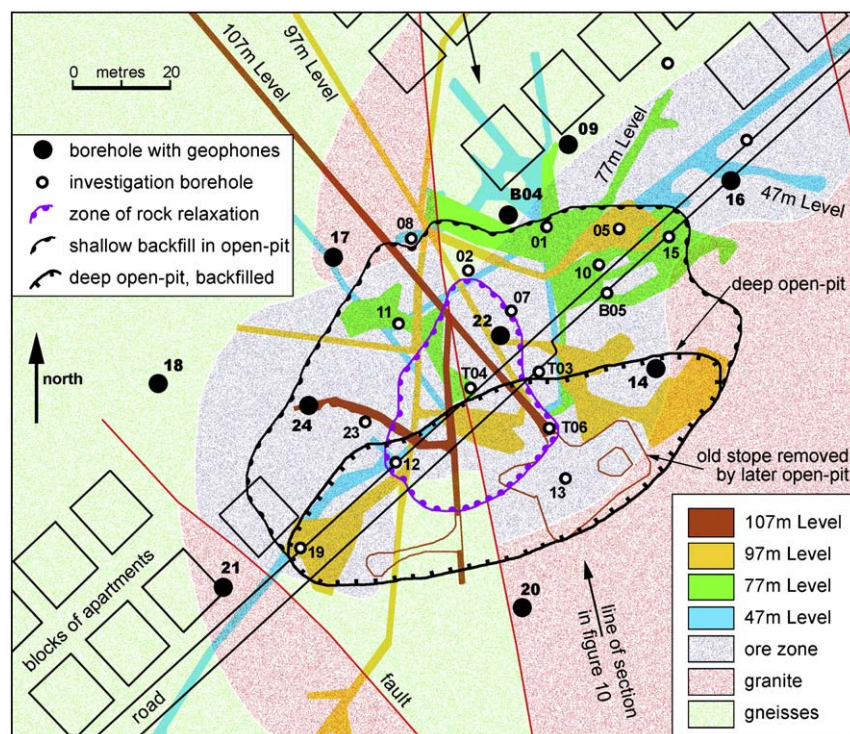 0 metres 20
107m Level
97m Level
borehole with geophones
investigation borehole
zone of rock relaxation
shallow backfill in open-pit
deep open-pit, backfilled
09
77m Level
47m Level
B04
16
08
01
05
15
17
02
10
B05
deep open-pit
11
07
22
north
18
T04
T03
14
24
23
T06
12
13
old stope removed
by later open-pit
19
21
20
blocks of apartments
road
fault
line of section
in figure 10
107m Level
97m Level
77m Level
47m Level
ore zone
granite
gneisses